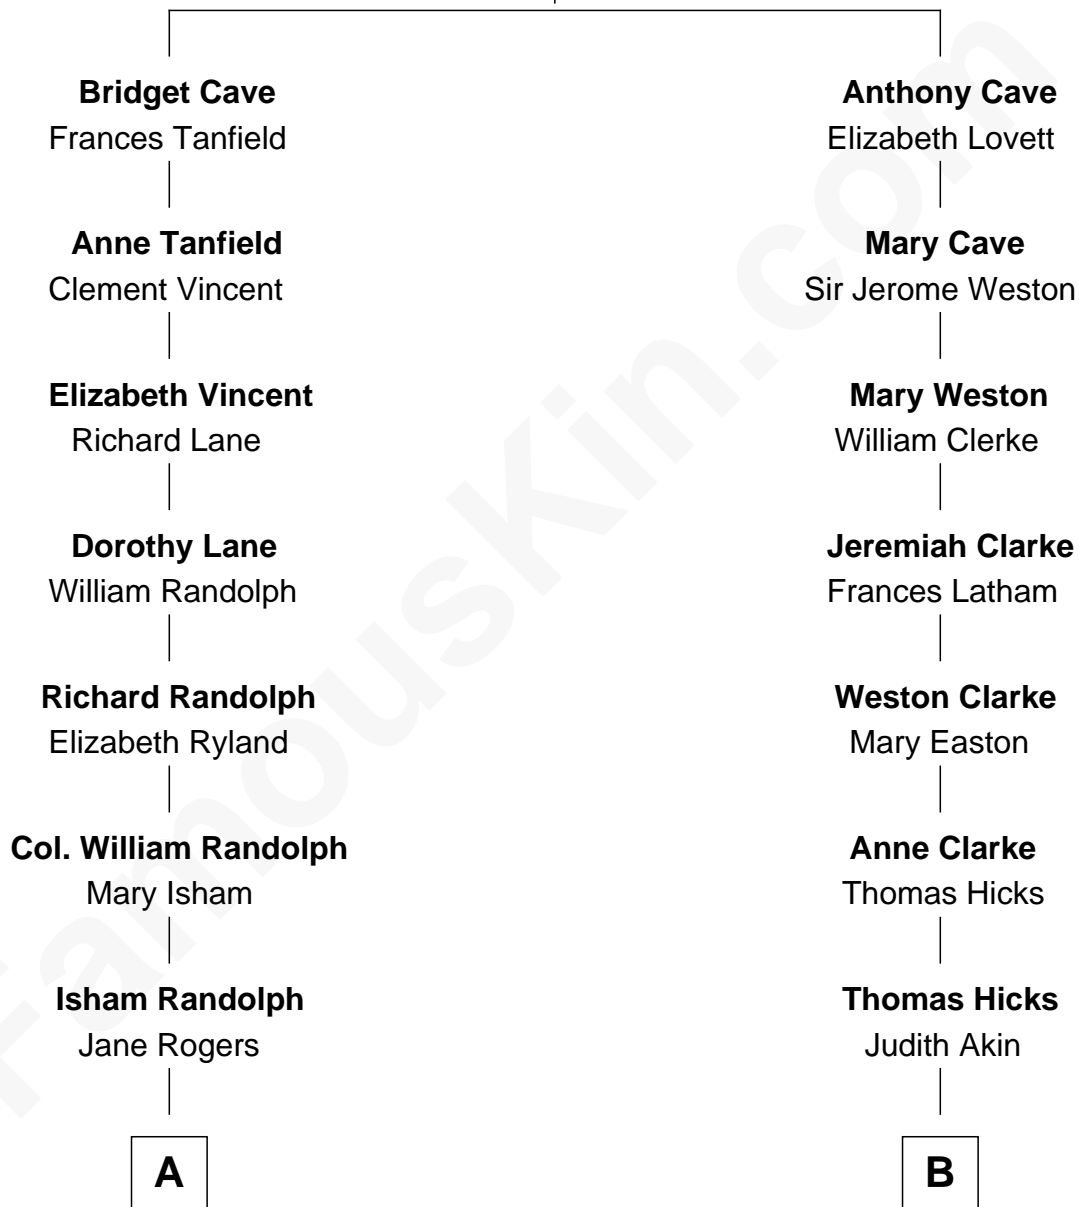 Bridget Cave
Frances Tanfield
Anthony Cave
Elizabeth Lovett
Anne Tanfield
Clement Vincent
Mary Cave
Sir Jerome Weston
Elizabeth Vincent
Richard Lane
Mary Weston
William Clerke
Dorothy Lane
William Randolph
Jeremiah Clarke
Frances Latham
Richard Randolph
Elizabeth Ryland
Weston Clarke
Mary Easton
Col. William Randolph
Mary Isham
Anne Clarke
Thomas Hicks
Isham Randolph
Jane Rogers
Thomas Hicks
Judith Akin
A
B
FamousKin.com